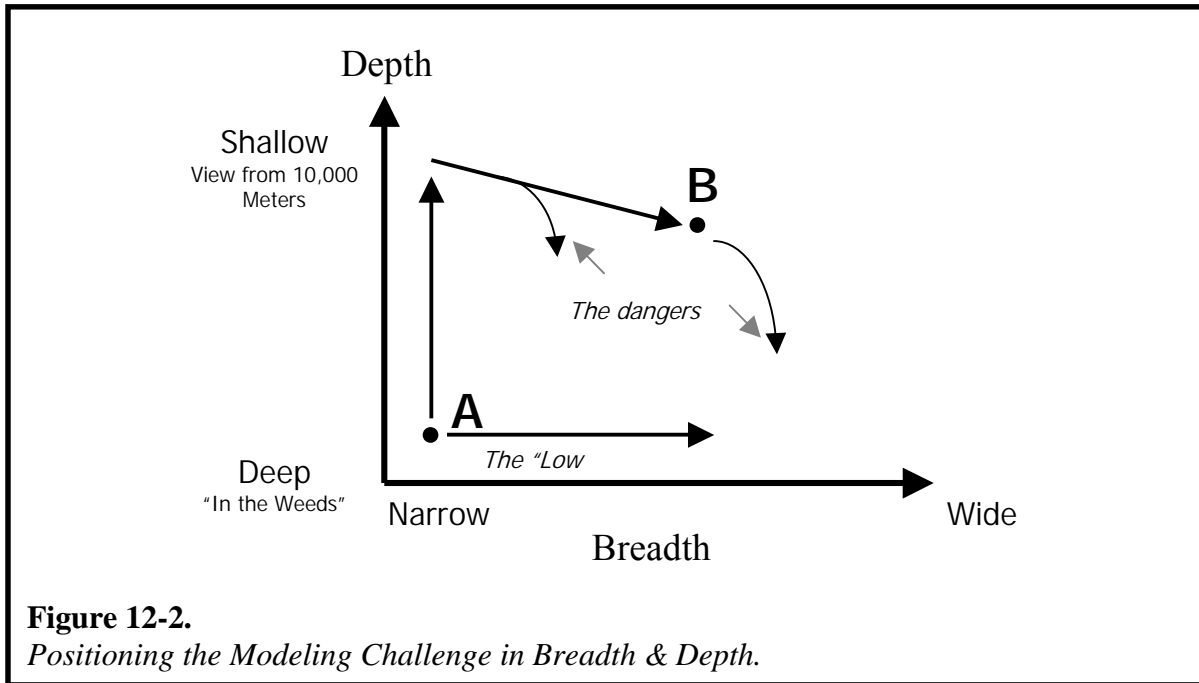 Depth
Shallow
View from 10,000
Meters
B
The dangers
A
The "Low
Deep
"In the Weeds"
Narrow
Wide
Breadth
Figure 12-2.
Positioning the Modeling Challenge in Breadth & Depth.